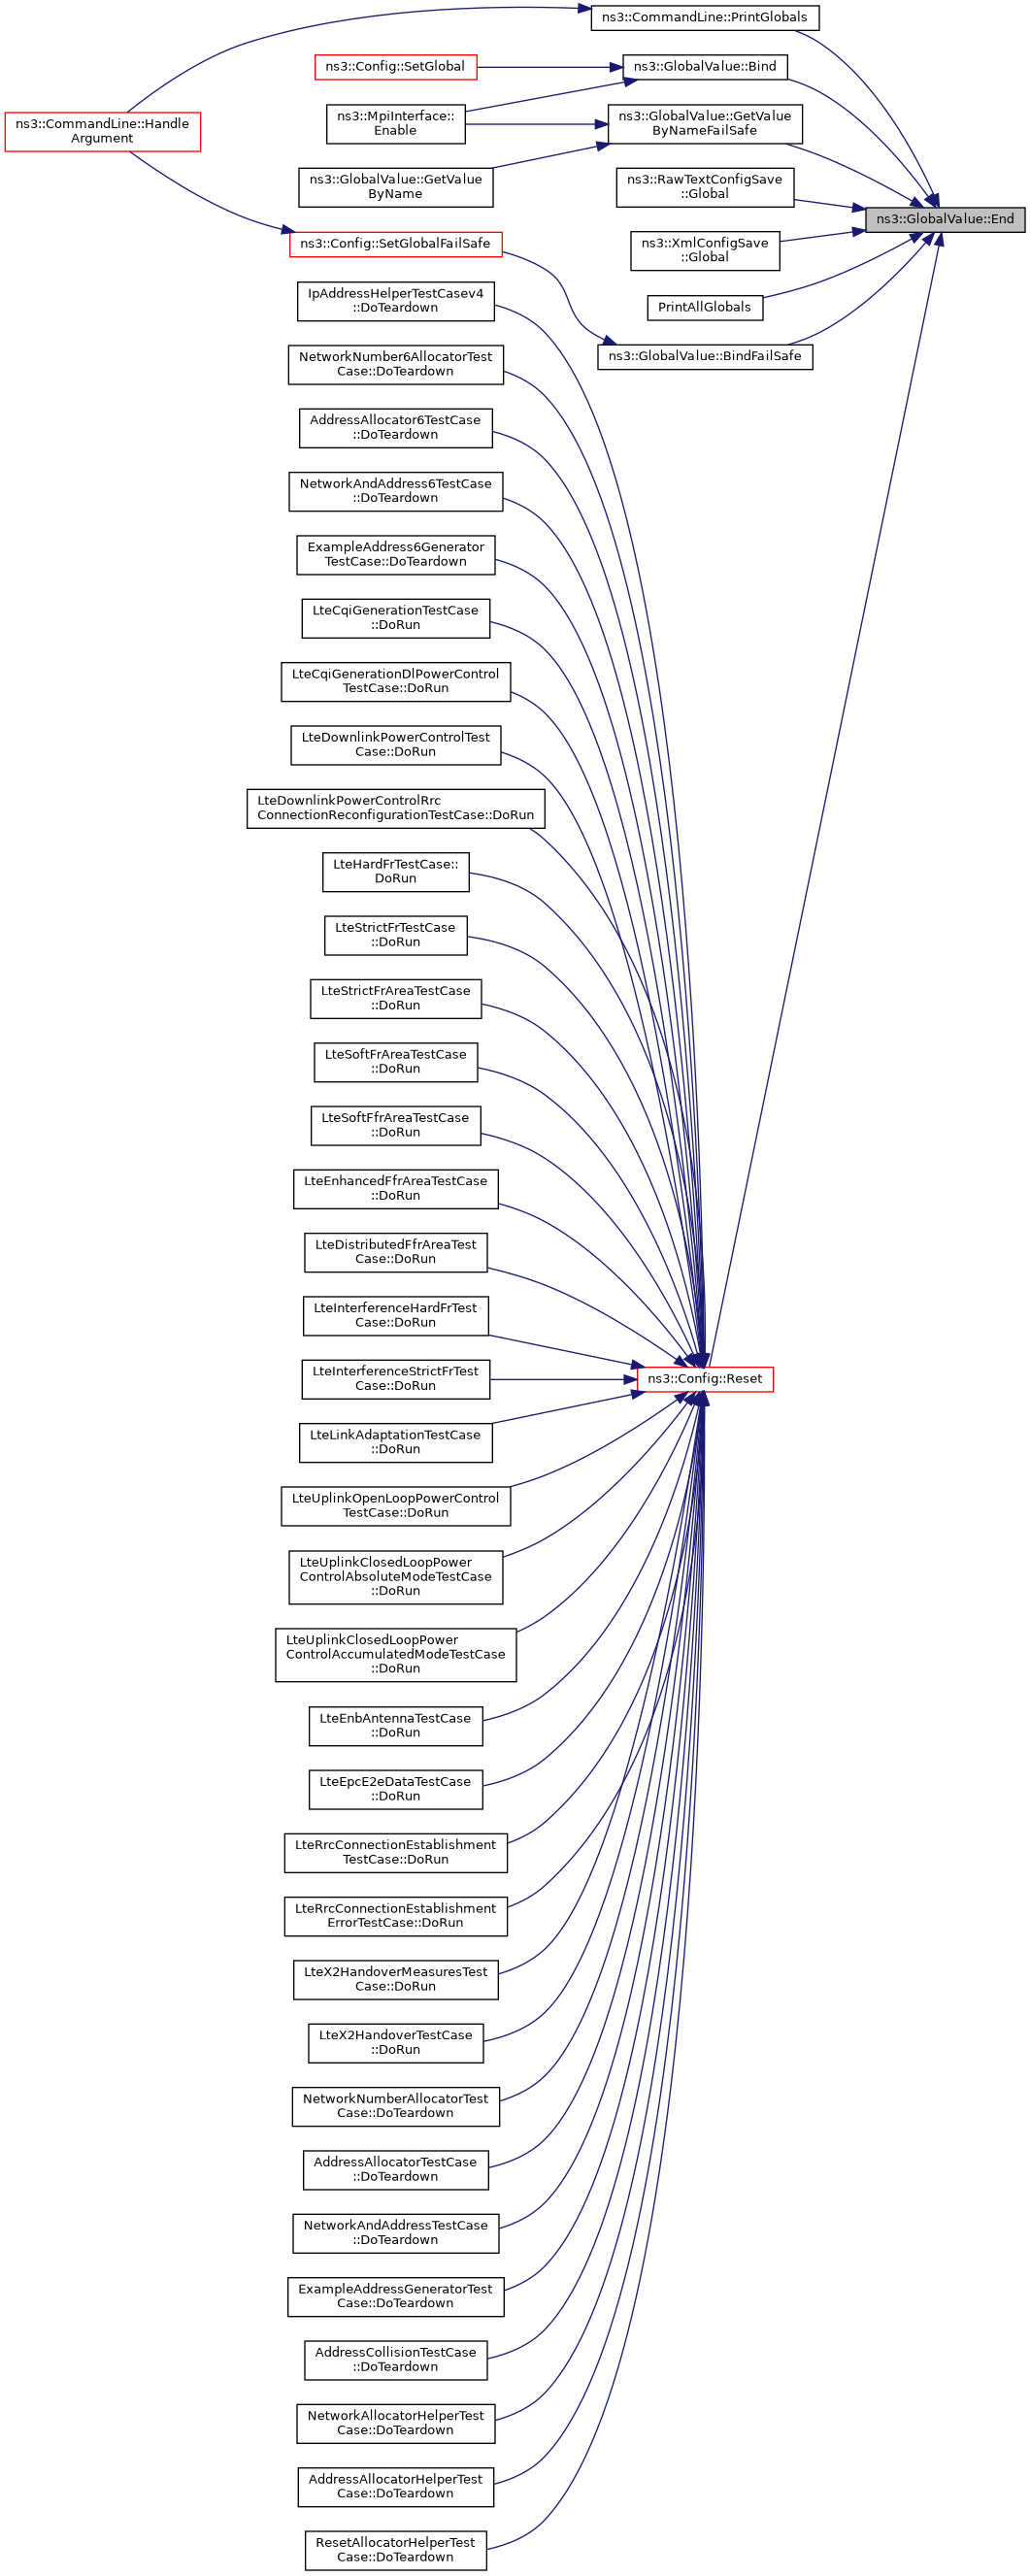 ns3::CommandLine::PrintGlobals
ns3::Config::SetGlobal
ns3::GlobalValue::Bind
ns3::CommandLine::Handle
Argument
ns3::MpiInterface::
Enable
ns3::GlobalValue::GetValue
ByNameFailSafe
ns3::GlobalValue::GetValue
ByName
ns3::RawTextConfigSave
::Global
ns3::GlobalValue::End
ns3::Config::SetGlobalFailSafe
ns3::XmlConfigSave
::Global
IpAddressHelperTestCasev4
::DoTeardown
PrintAllGlobals
ns3::GlobalValue::BindFailSafe
NetworkNumber6AllocatorTest
Case::DoTeardown
AddressAllocator6TestCase
::DoTeardown
NetworkAndAddress6TestCase
::DoTeardown
ExampleAddress6Generator
TestCase::DoTeardown
LteCqiGenerationTestCase
::DoRun
LteCqiGenerationDlPowerControl
TestCase::DoRun
LteDownlinkPowerControlTest
Case::DoRun
LteDownlinkPowerControlRrc
ConnectionReconfigurationTestCase::DoRun
LteHardFrTestCase::
DoRun
LteStrictFrTestCase
::DoRun
LteStrictFrAreaTestCase
::DoRun
LteSoftFrAreaTestCase
::DoRun
LteSoftFfrAreaTestCase
::DoRun
LteEnhancedFfrAreaTestCase
::DoRun
LteDistributedFfrAreaTest
Case::DoRun
LteInterferenceHardFrTest
Case::DoRun
LteInterferenceStrictFrTest
Case::DoRun
ns3::Config::Reset
LteLinkAdaptationTestCase
::DoRun
LteUplinkOpenLoopPowerControl
TestCase::DoRun
LteUplinkClosedLoopPower
ControlAbsoluteModeTestCase
::DoRun
LteUplinkClosedLoopPower
ControlAccumulatedModeTestCase
::DoRun
LteEnbAntennaTestCase
::DoRun
LteEpcE2eDataTestCase
::DoRun
LteRrcConnectionEstablishment
TestCase::DoRun
LteRrcConnectionEstablishment
ErrorTestCase::DoRun
LteX2HandoverMeasuresTest
Case::DoRun
LteX2HandoverTestCase
::DoRun
NetworkNumberAllocatorTest
Case::DoTeardown
AddressAllocatorTestCase
::DoTeardown
NetworkAndAddressTestCase
::DoTeardown
ExampleAddressGeneratorTest
Case::DoTeardown
AddressCollisionTestCase
::DoTeardown
NetworkAllocatorHelperTest
Case::DoTeardown
AddressAllocatorHelperTest
Case::DoTeardown
ResetAllocatorHelperTest
Case::DoTeardown